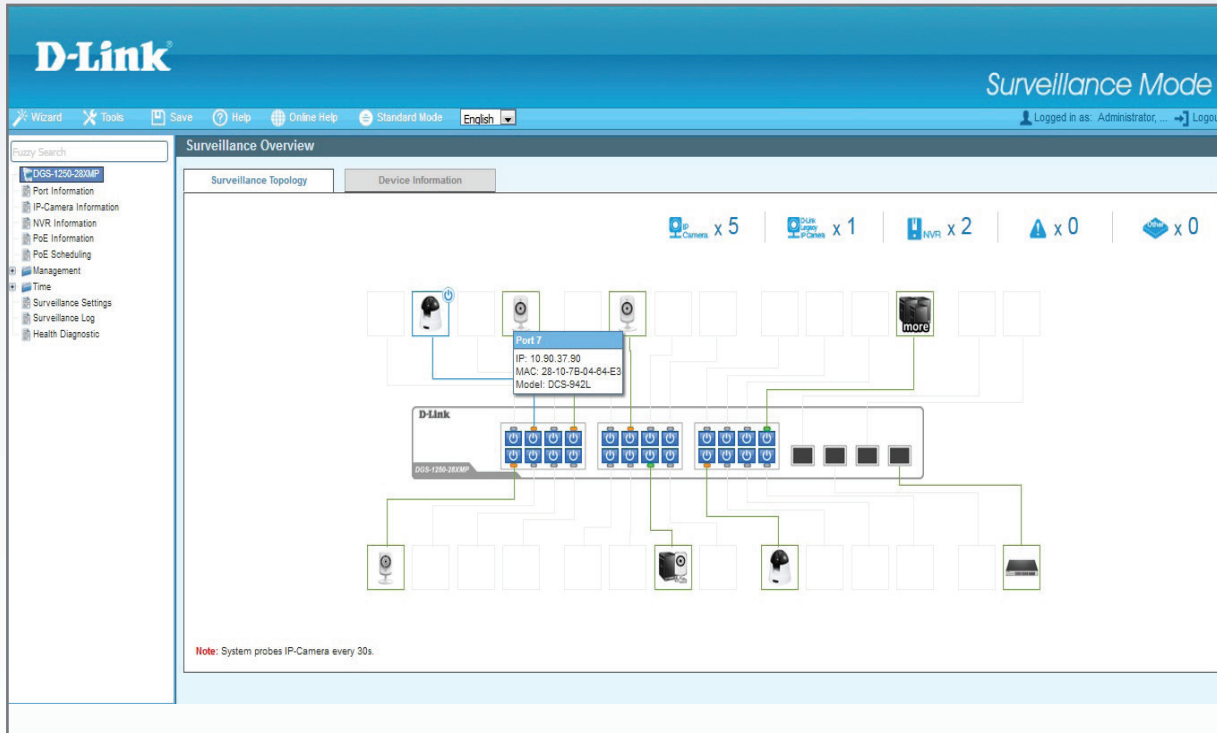 D-Link
Surveillance Mode
Wizard Tools Save Help Online Help Standard Mode English Logged in as: Administrator, ... Logou
Fuzzy Search
DGS-1250-28XMP
Port Information
IP-Camera Information
NVR Information
PoE Information
PoE Scheduling
Management
Time
Surveillance Settings
Surveillance Log
Health Diagnostic
Surveillance Overview
Surveillance Topology Device Information
IP Camera x 5
D-Link Legacy IP Camera x 1
NVR x 2
x 0
Other x 0
more
Port 7
IP: 10.90.37.90
MAC: 28-10-7B-04-64-E3
Model: DCS-942L
D-Link
DGS-1250-28XMP
Note: System probes IP-Camera every 30s.